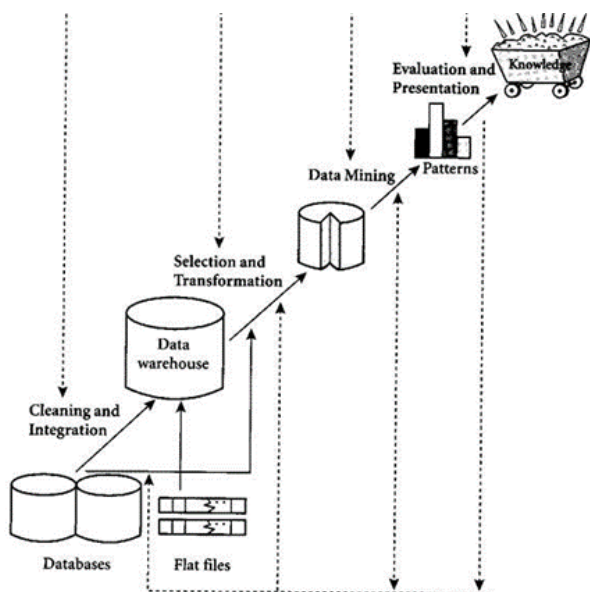 Evaluation and
Presentation
Knowledge
Patterns
Data Mining
Selection and
Transformation
Data
warehouse
Cleaning and
Integration
Databases
Flat files